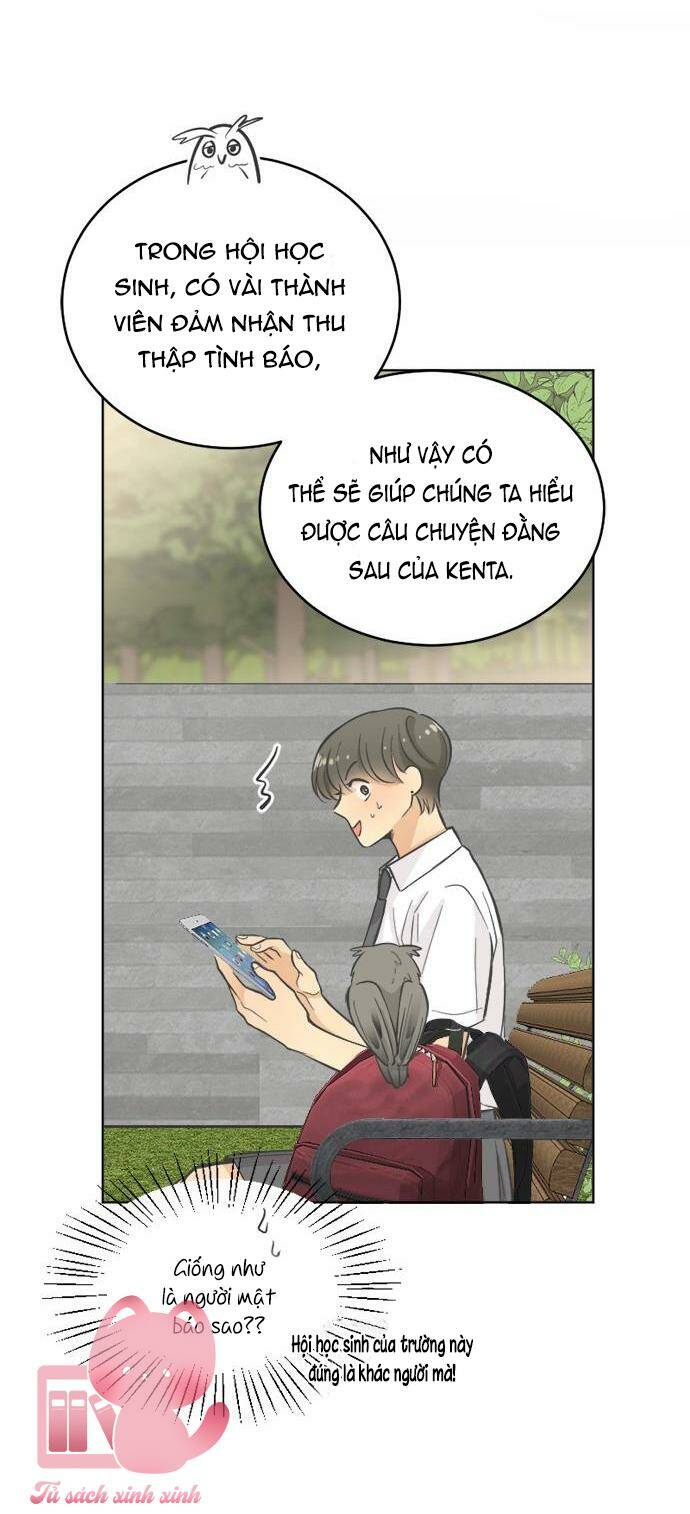 TRONG HỘI HỌC
SINH, CÓ VÀI THÀNH
VIÊN ĐẢM NHẬN THU
THẬP TÌNH BÁO,
NHƯ VẬY CÓ
THỂ SẼ GIÚP CHÚNG TA HIỂU
ĐƯỢC CÂU CHUYỆN ĐẰNG
SAU CỦA KENTA.
Giống như
là người mật
báo sao??
Hội học sinh của trường này
đúng là khác người mà!
Tủ sách xinh xinh